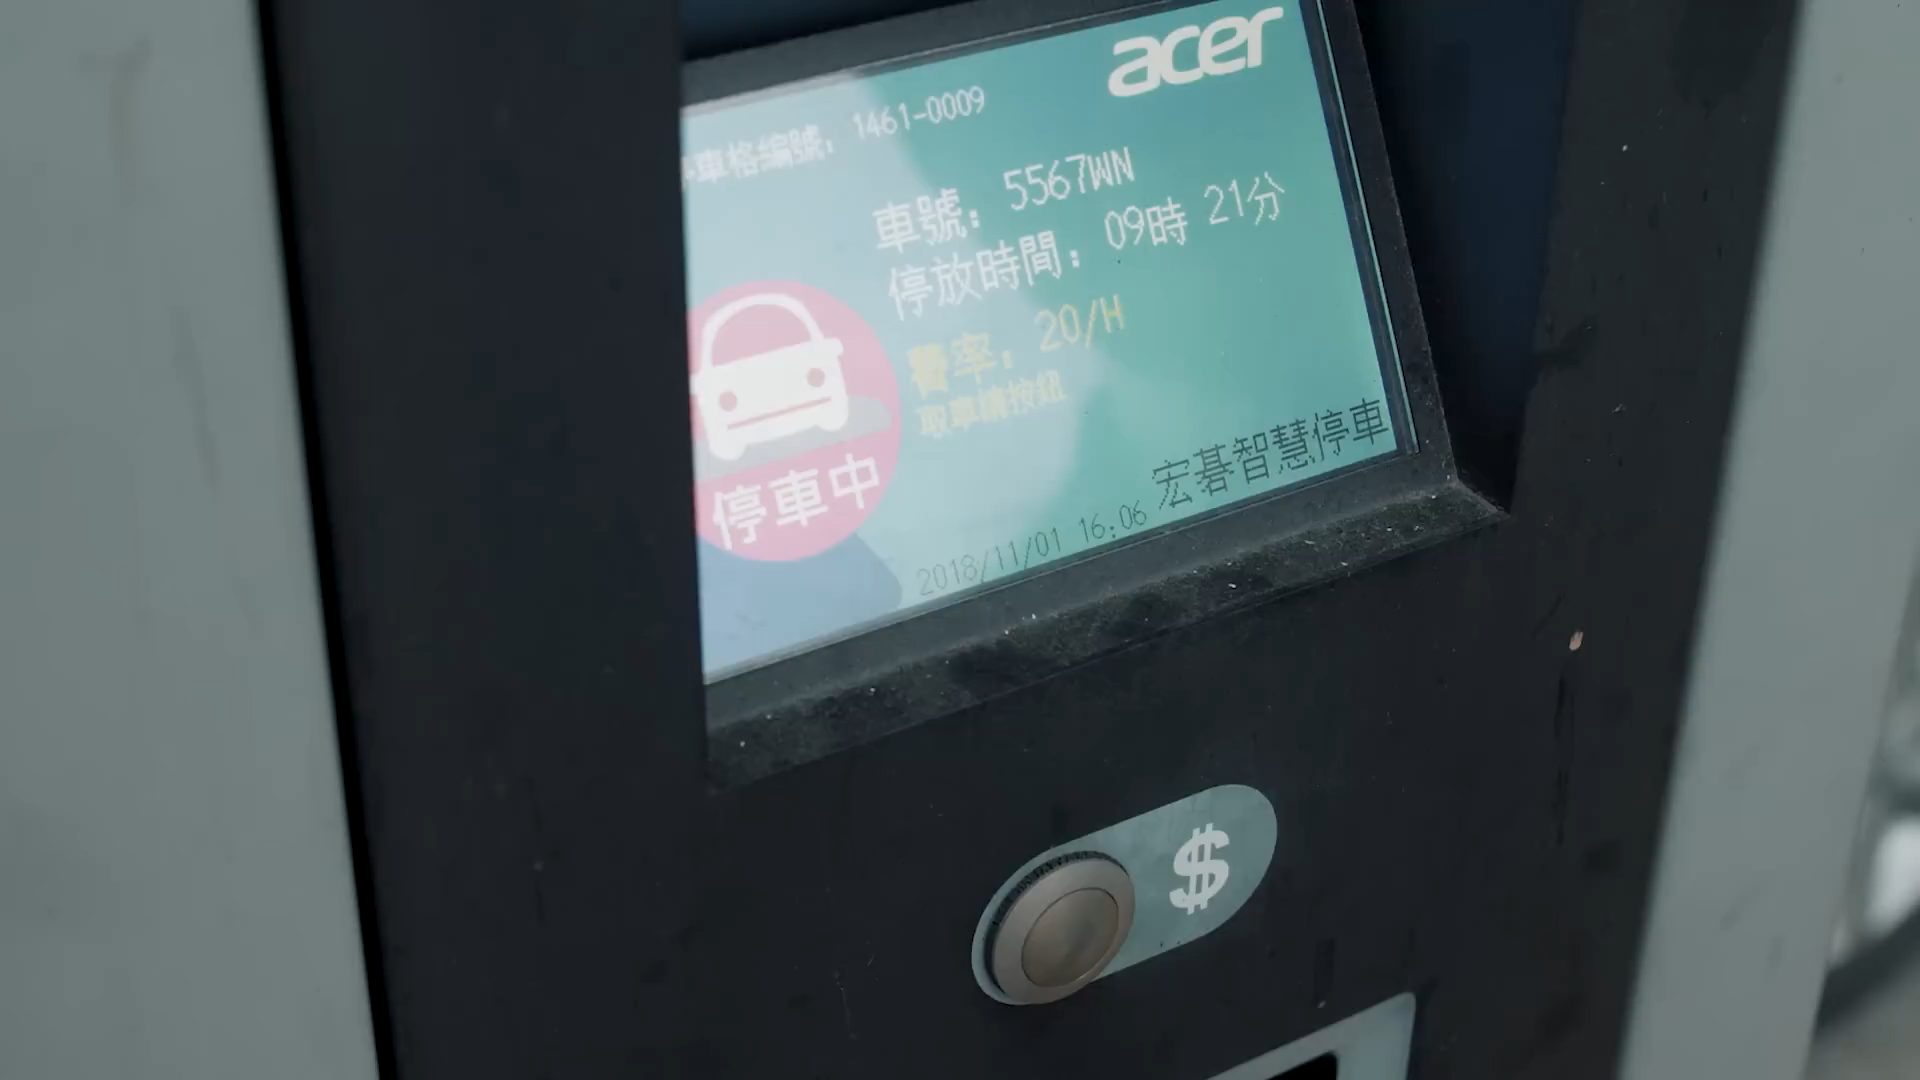 acer
車格編號: 1461-0009
車號: 5567WN
停放時間: 09時 21分
費率: 20/H
取車請按鈕
停車中
宏碁智慧停車
2018/11/01 16:06
$